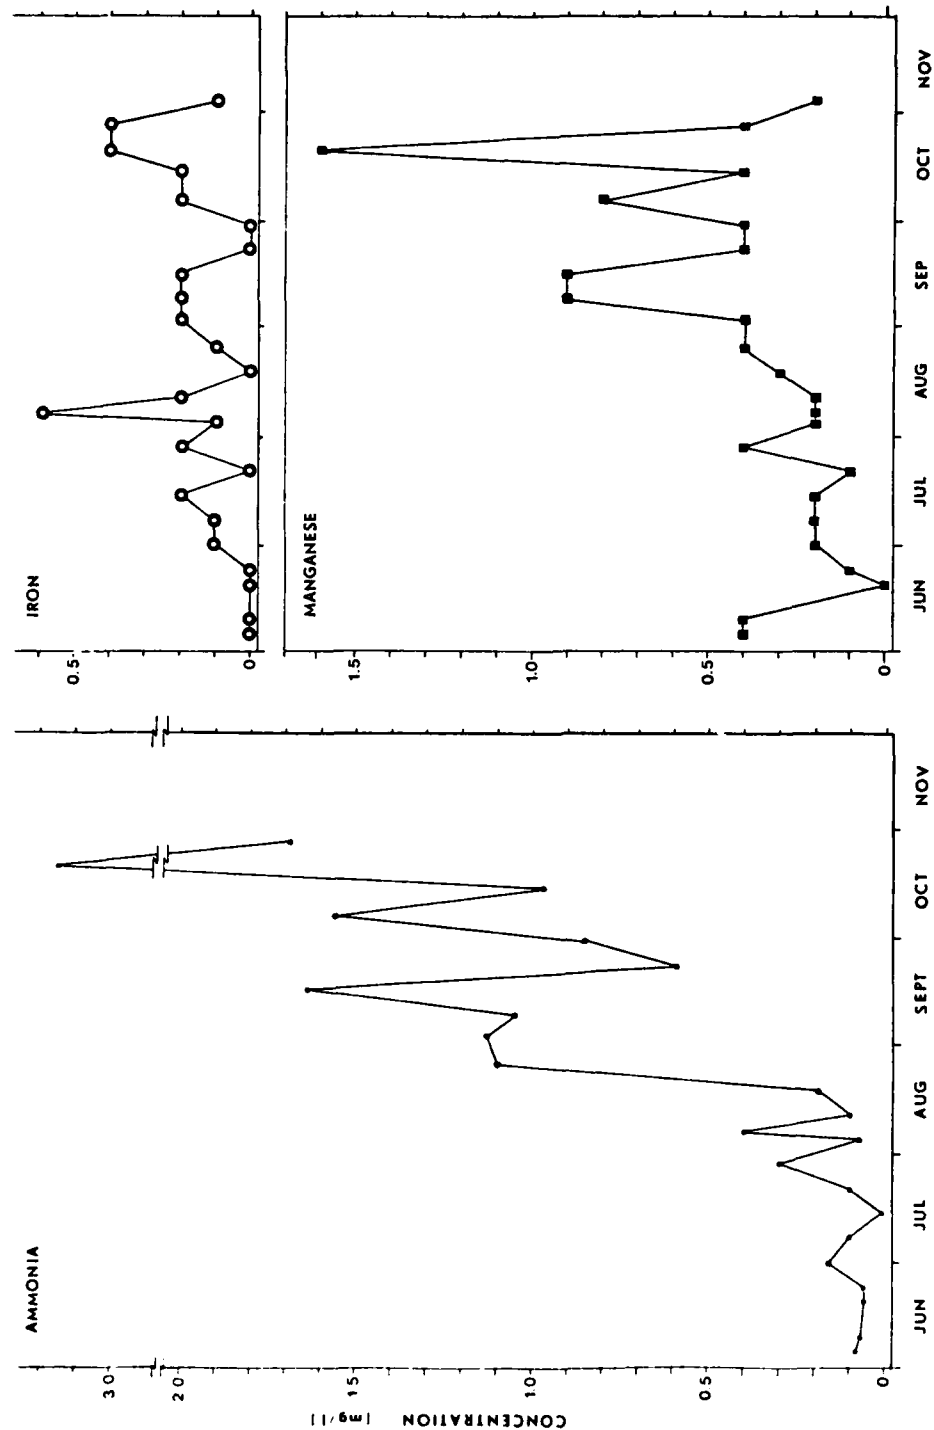 AMMONIA
3 0
2 0
1.5
1.0
0 5
0
CONCENTRATION [mg/l]
JUN JUL AUG SEPT OCT NOV
IRON
0.5
0
MANGANESE
1.5
1.0
0.5
0
JUN JUL AUG SEP OCT NOV